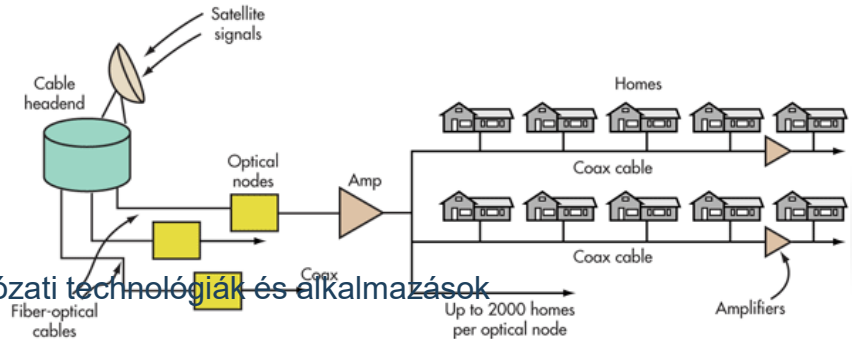 Satellite
signals
Cable
headend
Homes
Optical
nodes
Amp
Coax cable
Coax cable
Coax
ózati technológiák és alkalmazások
Fiber-optical
cables
Up to 2000 homes
per optical node
Amplifiers